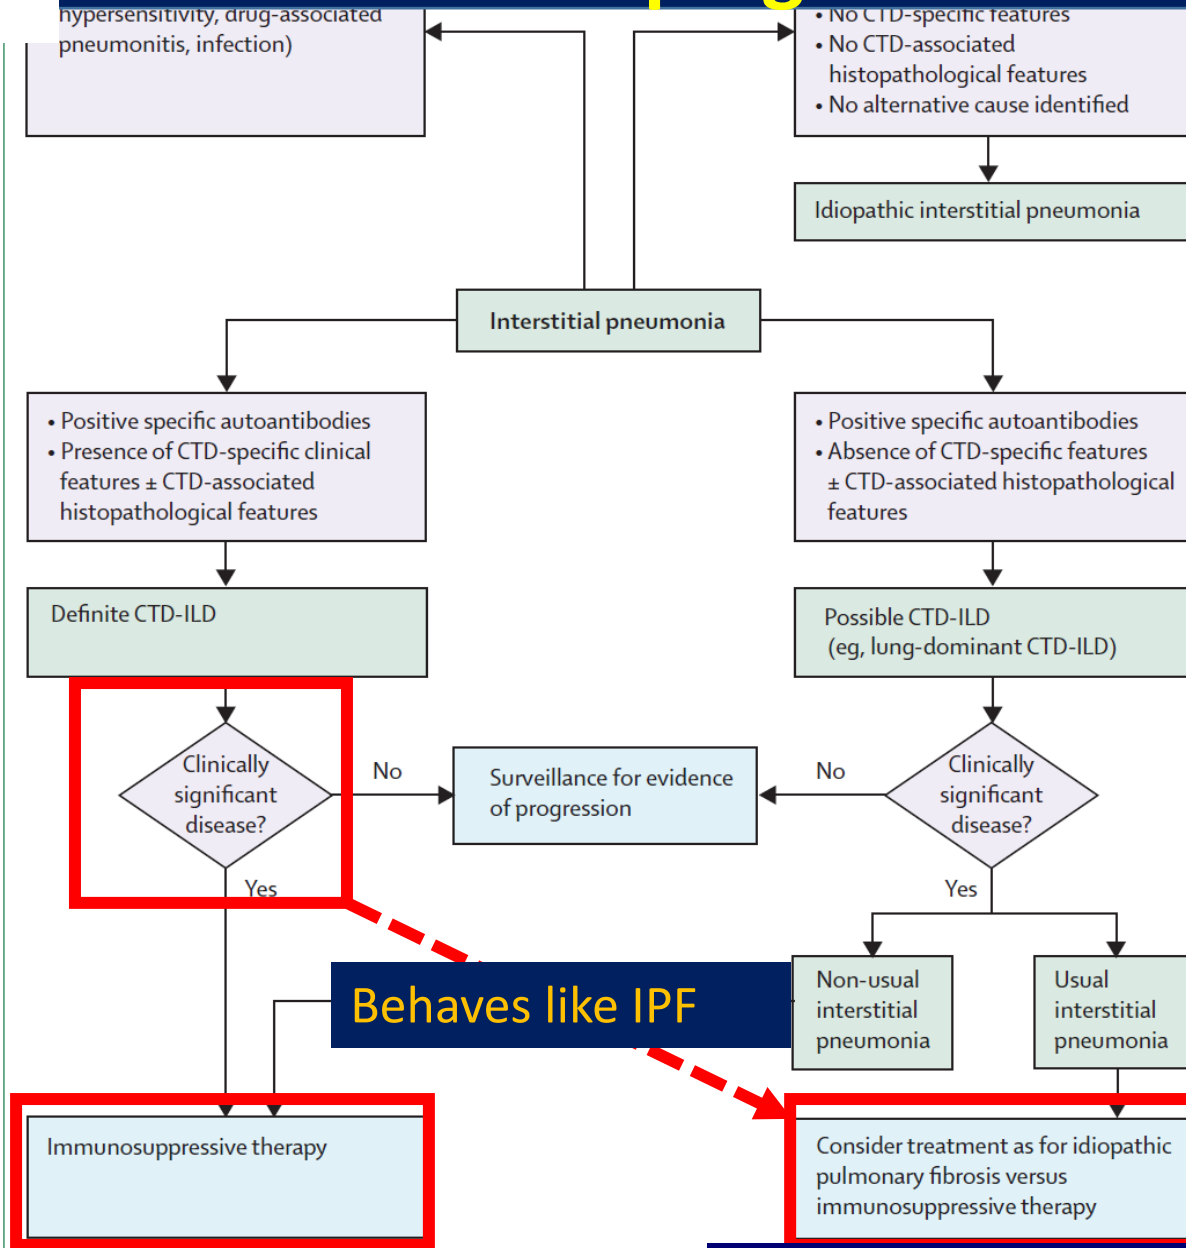 hypersensitivity, drug-associated
pneumonitis, infection)
• No CTD-specific features
• No CTD-associated
histopathological features
• No alternative cause identified
Idiopathic interstitial pneumonia
Interstitial pneumonia
• Positive specific autoantibodies
• Presence of CTD-specific clinical
features ± CTD-associated
histopathological features
• Positive specific autoantibodies
• Absence of CTD-specific features
± CTD-associated histopathological
features
Definite CTD-ILD
Possible CTD-ILD
(eg, lung-dominant CTD-ILD)
Clinically
significant
disease?
No
Surveillance for evidence
of progression
No
Clinically
significant
disease?
Yes
Yes
Behaves like IPF
Non-usual
interstitial
pneumonia
Usual
interstitial
pneumonia
Immunosuppressive therapy
Consider treatment as for idiopathic
pulmonary fibrosis versus
immunosuppressive therapy